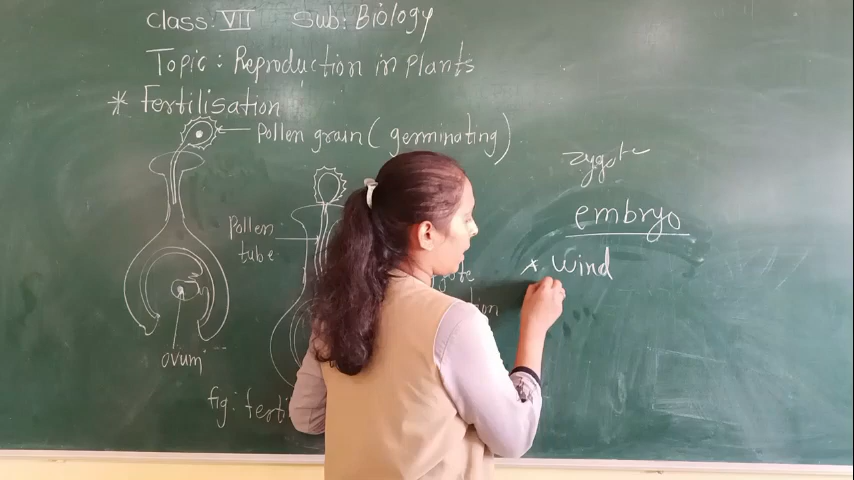 Class: VII Sub: Biology
Topic: Reproduction in Plants
* Fertilisation
Pollen grain (germinating)
Pollen
tube
ovum
fig: ferti
zygote
embryo
* Wind